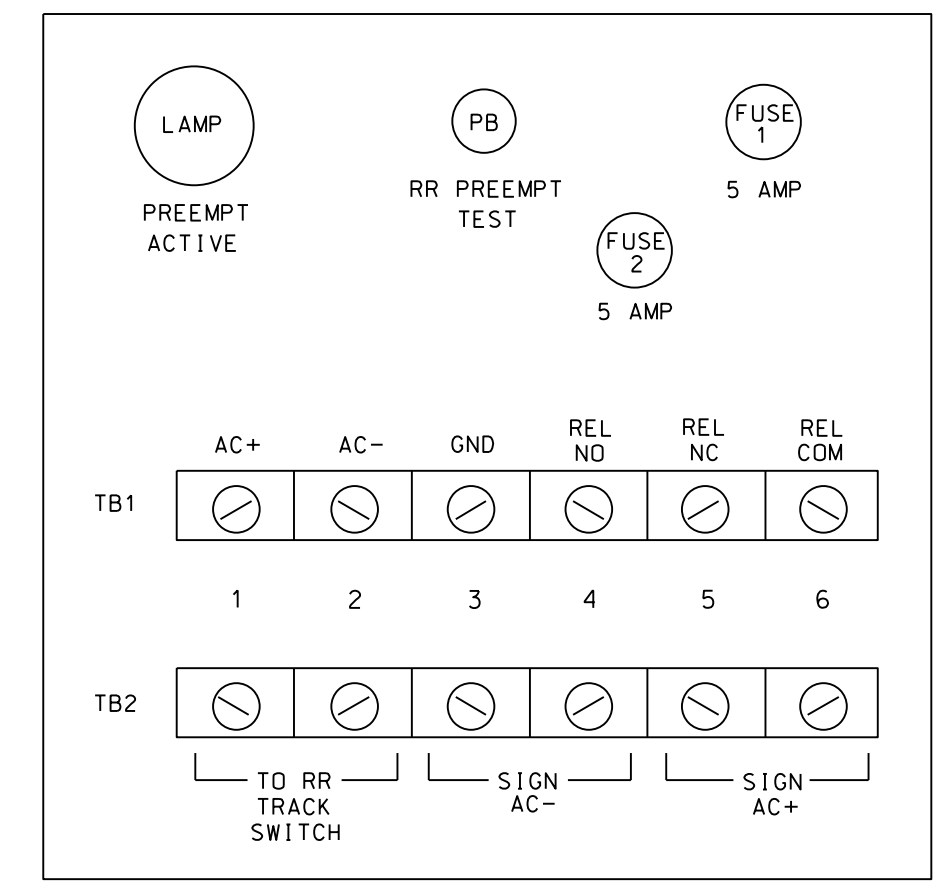 LAMP
PREEMPT
ACTIVE
PB
RR PREEMPT
TEST
FUSE
1
5 AMP
FUSE
2
5 AMP
AC+
AC-
GND
REL
NO
REL
NC
REL
COM
TB1
1
2
3
4
5
6
TB2
TO RR
TRACK
SWITCH
SIGN
AC-
SIGN
AC+